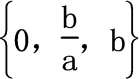 {0, b/a, b}